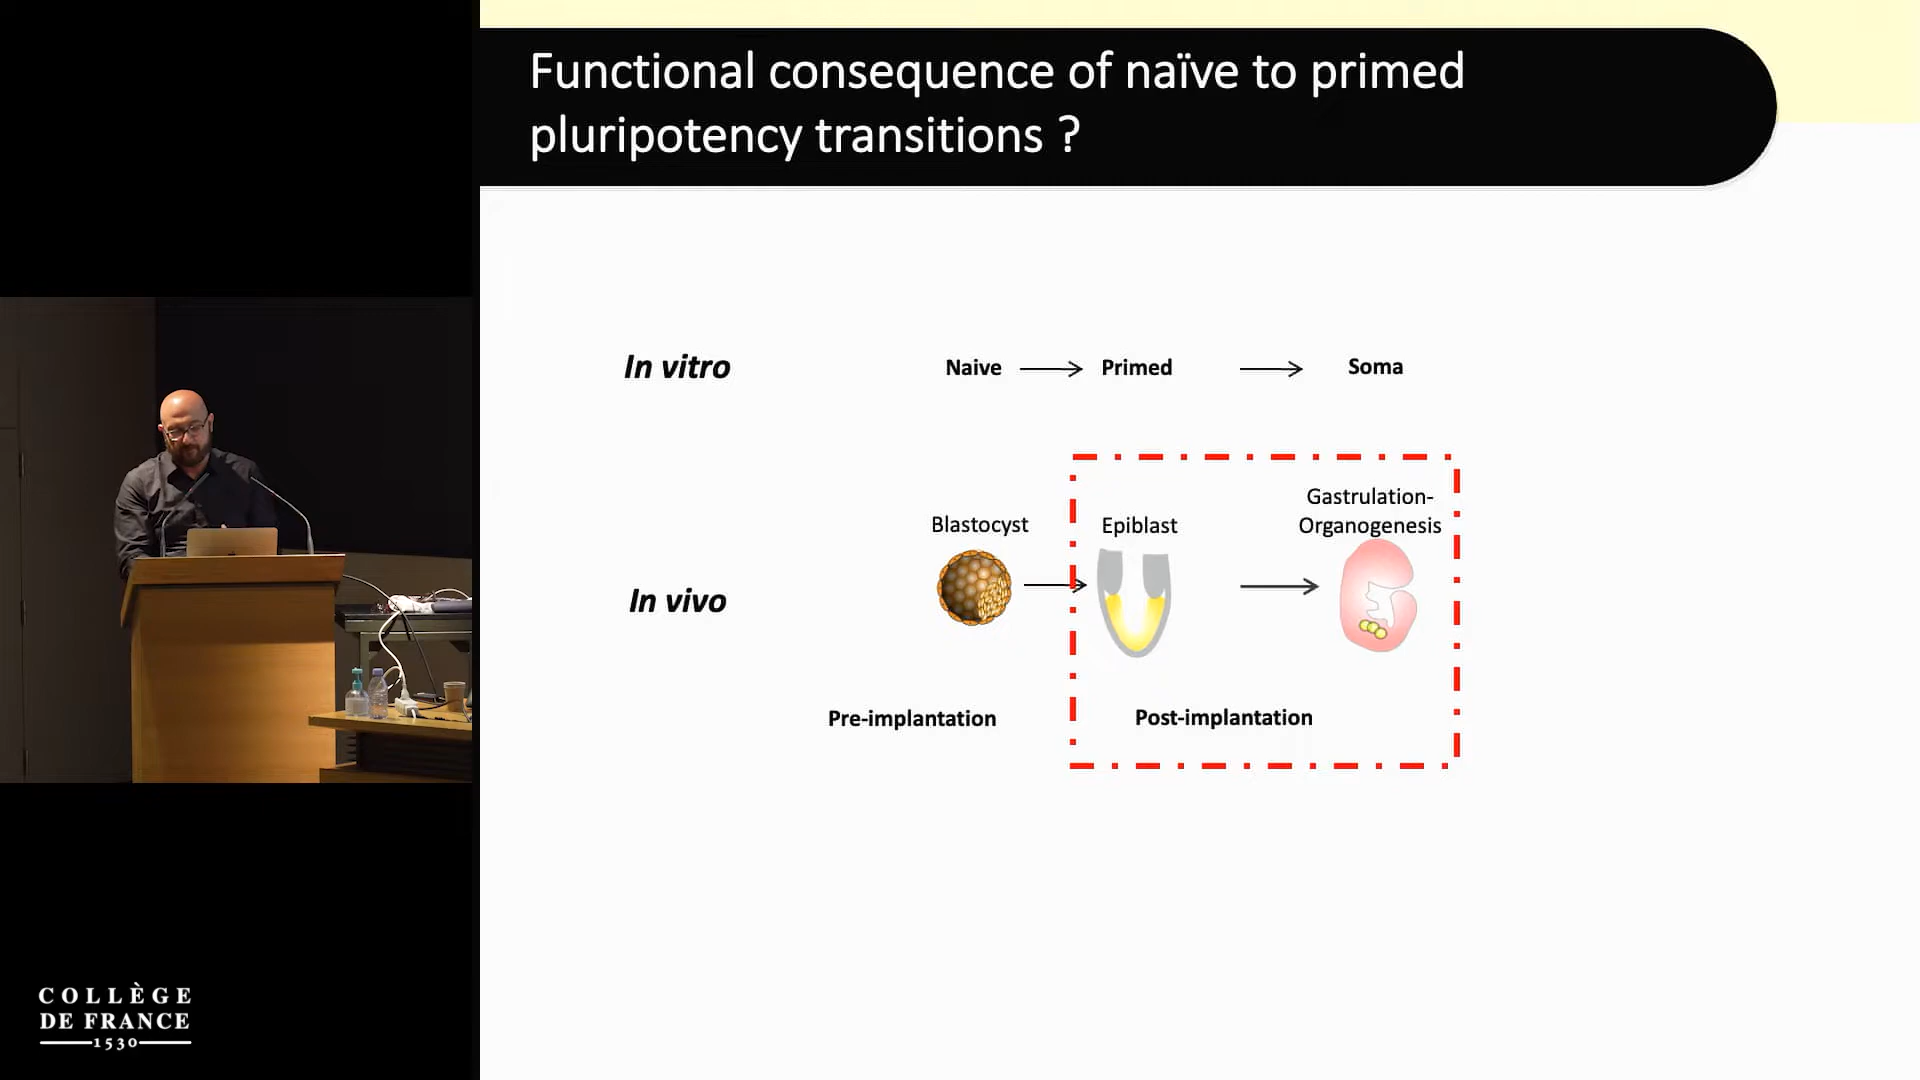 Functional consequence of naïve to primed
pluripotency transitions ?
In vitro
Naive
Primed
Soma
Blastocyst
Epiblast
Gastrulation-
Organogenesis
In vivo
Pre-implantation
Post-implantation
COLLÈGE
DE FRANCE
1530